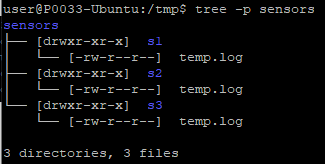 user@P0033-Ubuntu:/tmp$ tree -p sensors
sensors
├── [drwxr-xr-x]  s1
│   └── [-rw-r--r--]  temp.log
├── [drwxr-xr-x]  s2
│   └── [-rw-r--r--]  temp.log
└── [drwxr-xr-x]  s3
    └── [-rw-r--r--]  temp.log

3 directories, 3 files